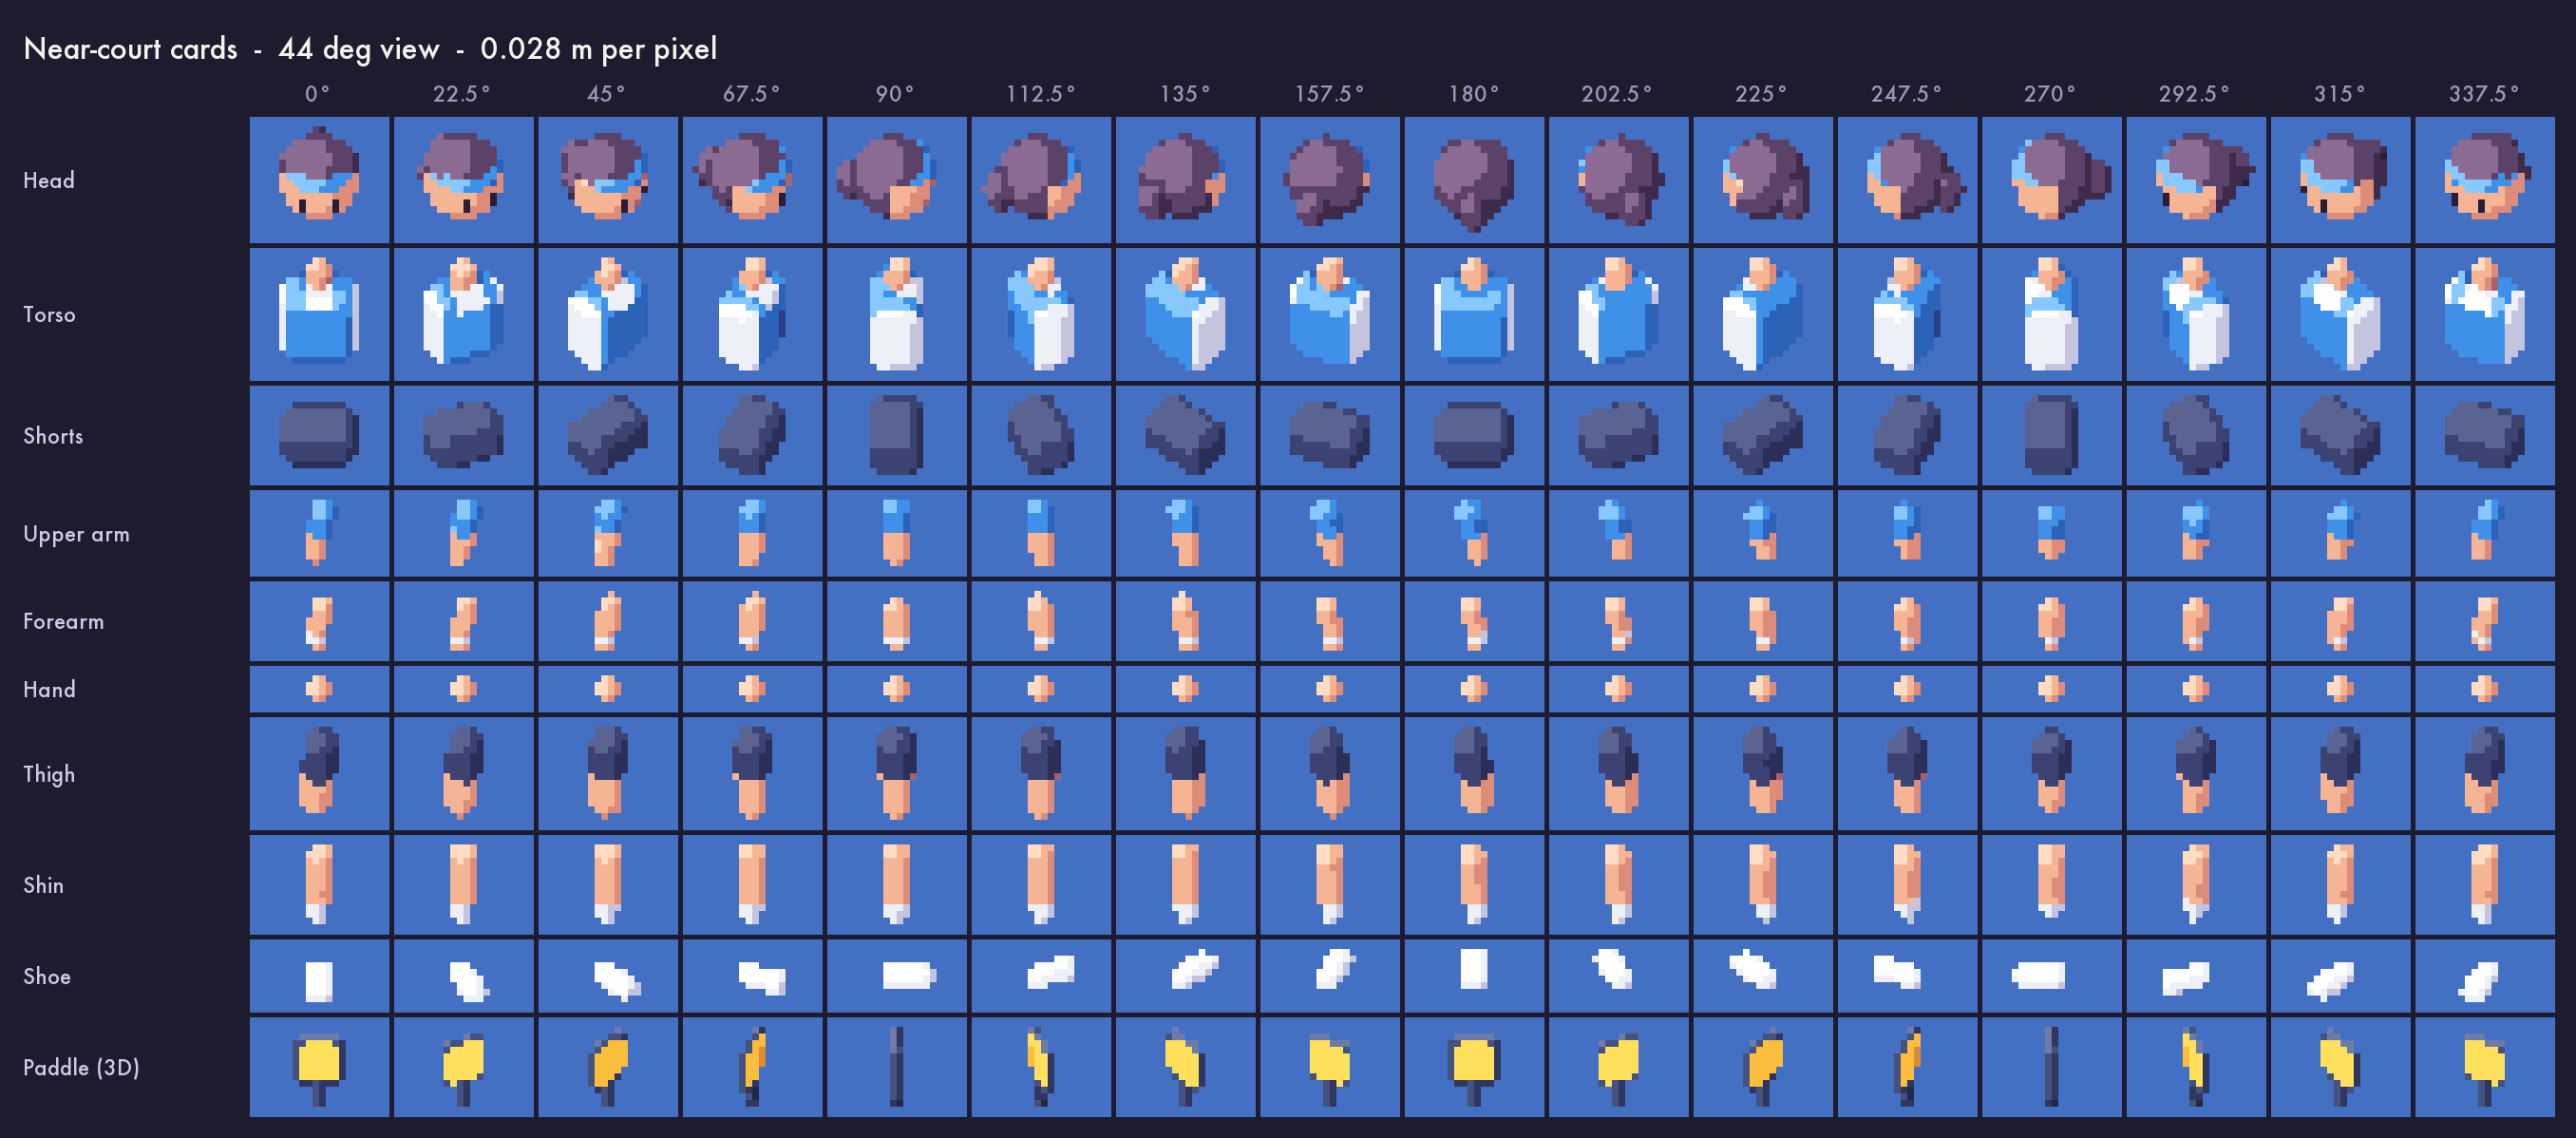 Near-court cards - 44 deg view - 0.028 m per pixel
0° 22.5° 45° 67.5° 90° 112.5° 135° 157.5° 180° 202.5° 225° 247.5° 270° 292.5° 315° 337.5°
Head
Torso
Shorts
Upper arm
Forearm
Hand
Thigh
Shin
Shoe
Paddle (3D)